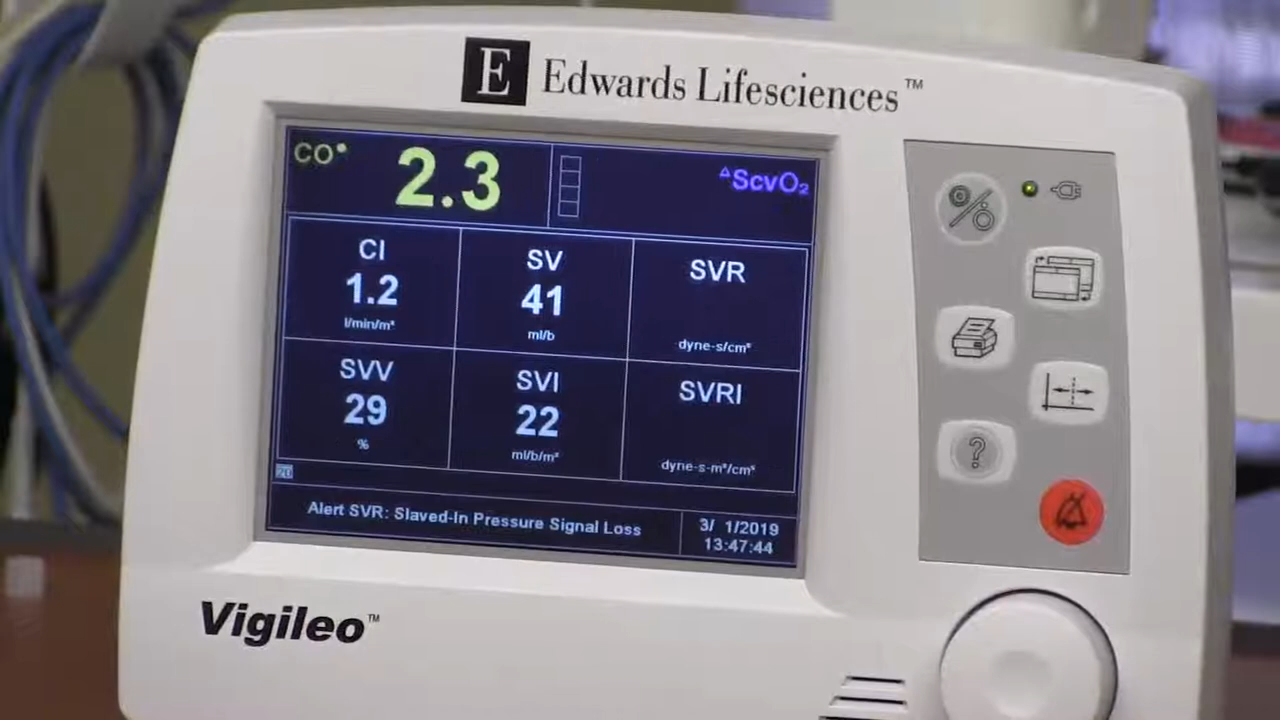 E Edwards Lifesciences™
CO• 2.3
ΔScvO₂
CI
1.2
l/min/m²
SV
41
ml/b
SVR
dyne-s/cm⁵
SVV
29
%
SVI
22
ml/b/m²
SVRI
dyne-s-m²/cm⁵
20
Alert SVR: Slaved-In Pressure Signal Loss
3/ 1/2019
13:47:44
?
Vigileo™